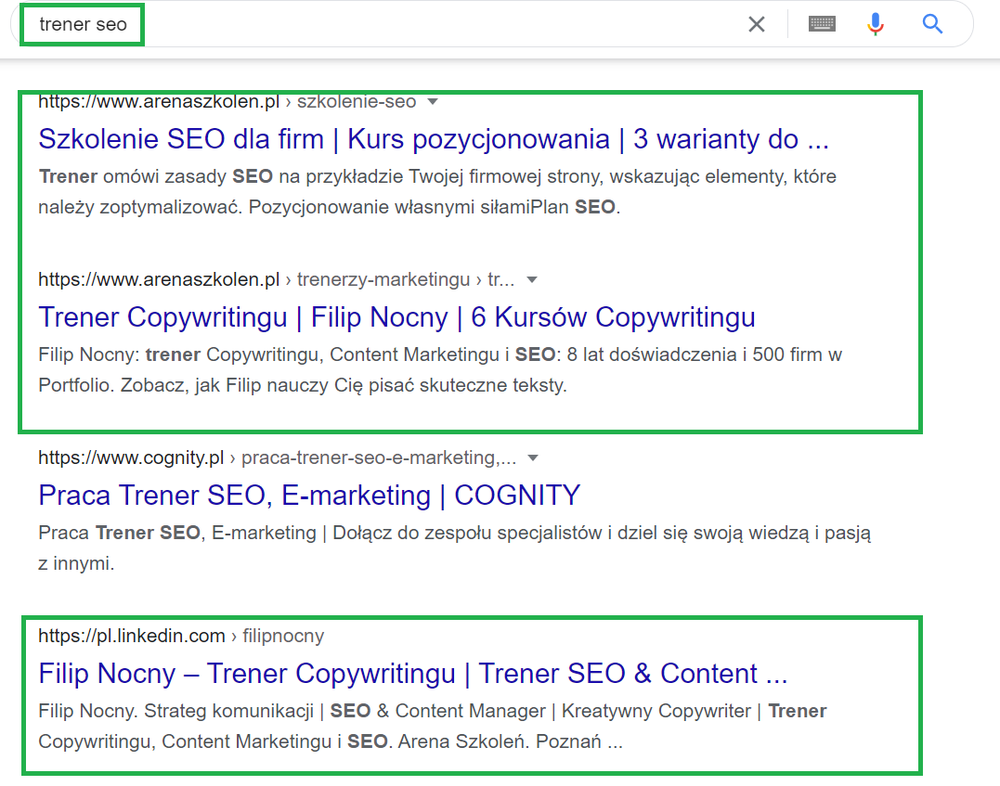 trener seo
https://www.arenaszkolen.pl › szkolenie-seo
Szkolenie SEO dla firm | Kurs pozycjonowania | 3 warianty do ...
Trener omówi zasady SEO na przykładzie Twojej firmowej strony, wskazując elementy, które
należy zoptymalizować. Pozycjonowanie własnymi siłamiPlan SEO.
https://www.arenaszkolen.pl › trenerzy-marketingu › tr...
Trener Copywritingu | Filip Nocny | 6 Kursów Copywritingu
Filip Nocny: trener Copywritingu, Content Marketingu i SEO: 8 lat doświadczenia i 500 firm w
Portfolio. Zobacz, jak Filip nauczy Cię pisać skuteczne teksty.
https://www.cognity.pl › praca-trener-seo-e-marketing,...
Praca Trener SEO, E-marketing | COGNITY
Praca Trener SEO, E-marketing | Dołącz do zespołu specjalistów i dziel się swoją wiedzą i pasją
z innymi.
https://pl.linkedin.com › filipnocny
Filip Nocny – Trener Copywritingu | Trener SEO & Content ...
Filip Nocny. Strateg komunikacji | SEO & Content Manager | Kreatywny Copywriter | Trener
Copywritingu, Content Marketingu i SEO. Arena Szkoleń. Poznań ...